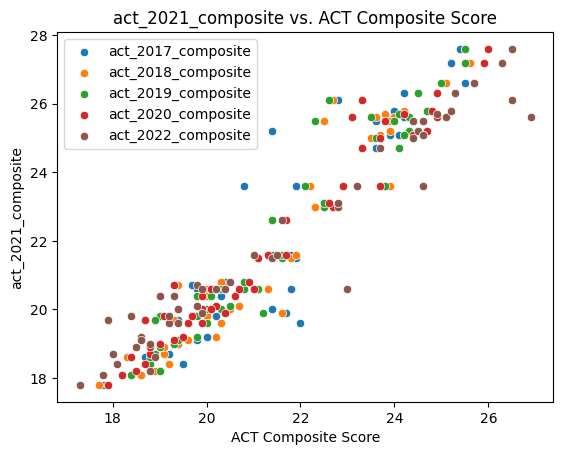 act_2021_composite vs. ACT Composite Score
28
26
24
22
20
18
act_2021_composite
act_2017_composite
act_2018_composite
act_2019_composite
act_2020_composite
act_2022_composite
18 20 22 24 26
ACT Composite Score